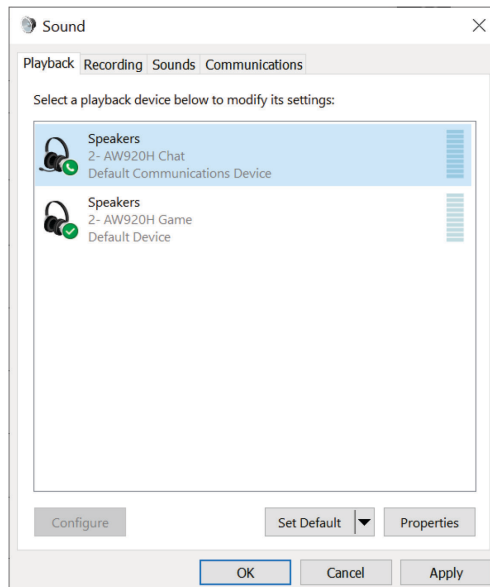 Sound
Playback Recording Sounds Communications
Select a playback device below to modify its settings:
Speakers
2- AW920H Chat
Default Communications Device
Speakers
2- AW920H Game
Default Device
Configure Set Default Properties
OK Cancel Apply